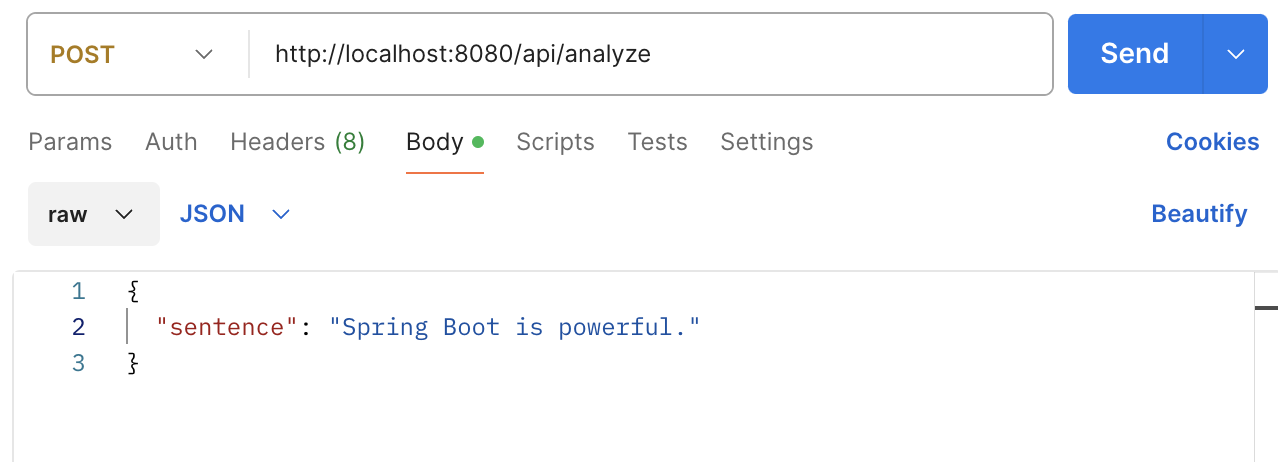 POST http://localhost:8080/api/analyze Send
Params Auth Headers (8) Body Scripts Tests Settings Cookies
raw JSON Beautify
1 {
2 "sentence": "Spring Boot is powerful."
3 }